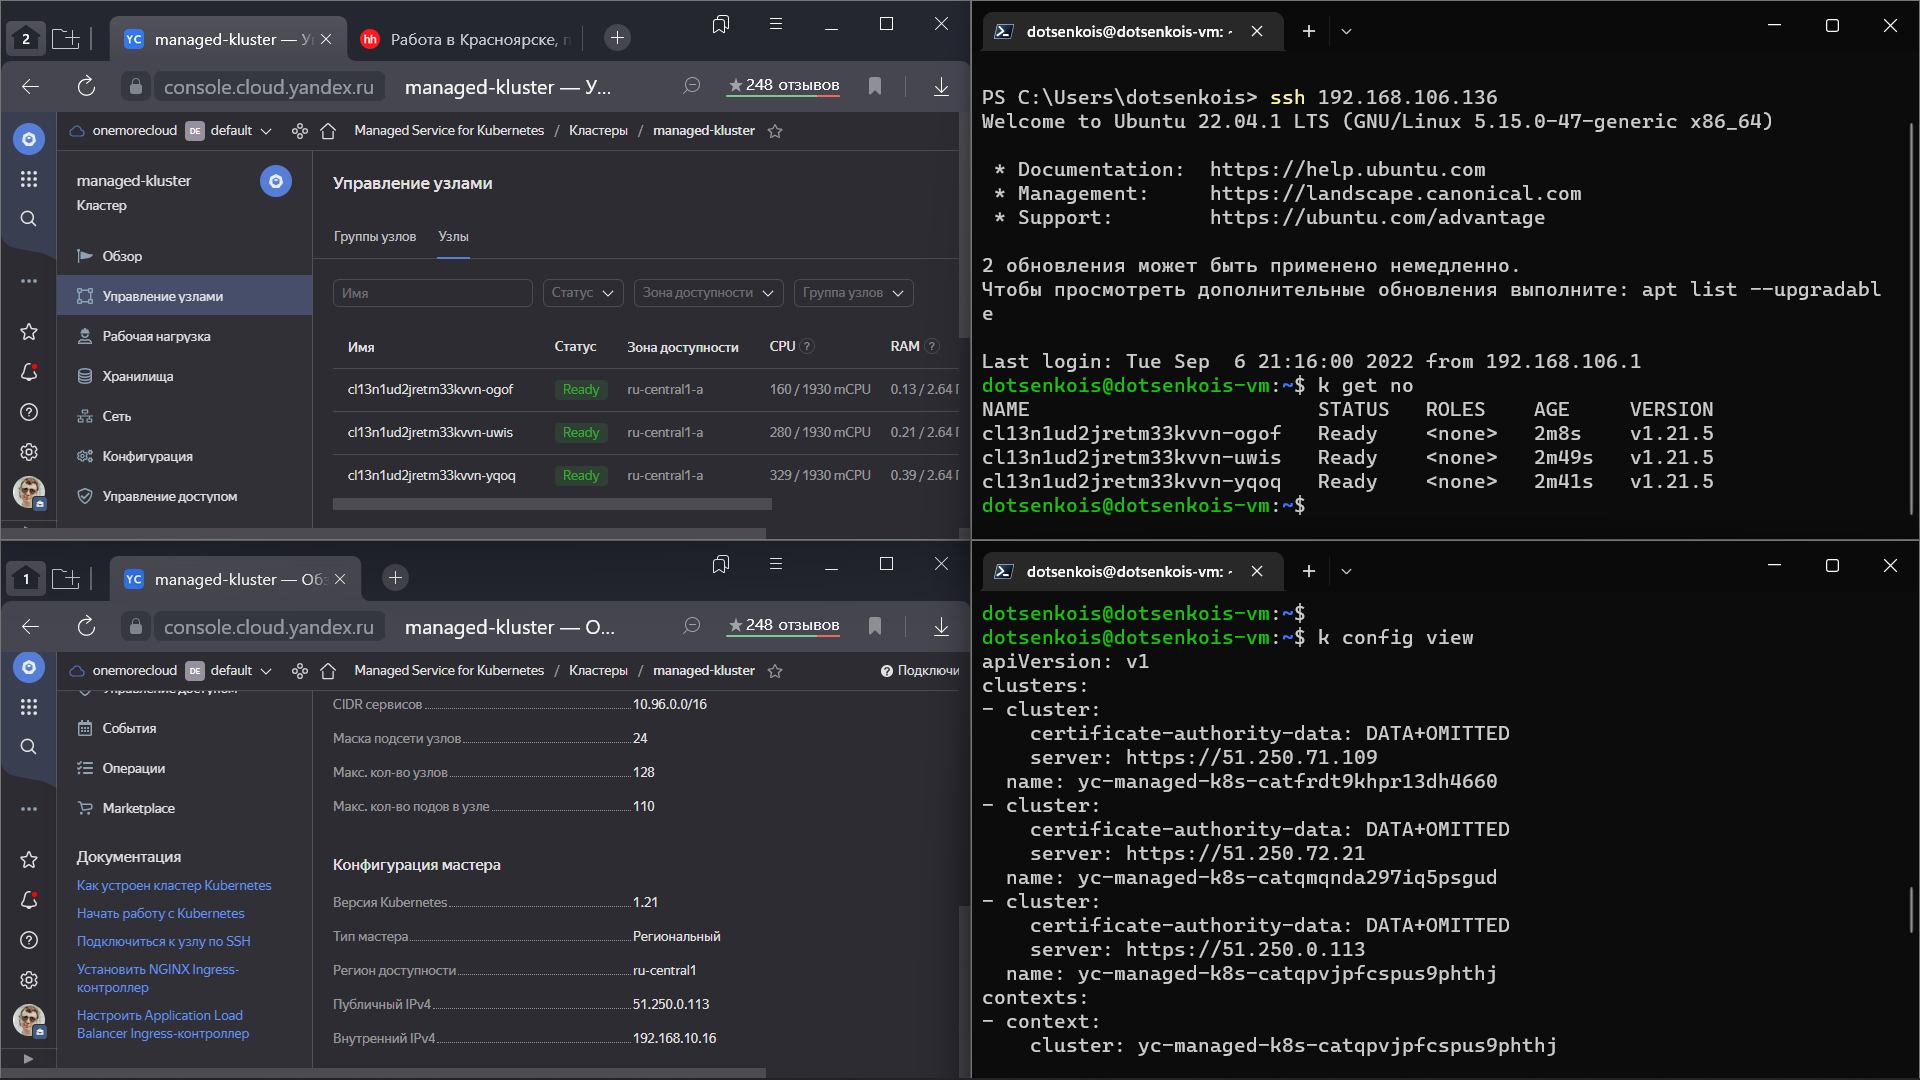 2
YC managed-kluster — У
hh Работа в Красноярске, п
console.cloud.yandex.ru
managed-kluster — У...
★248 отзывов
onemorecloud
DE default
Managed Service for Kubernetes / Кластеры / managed-kluster
managed-kluster
Кластер
Обзор
Управление узлами
Рабочая нагрузка
Хранилища
Сеть
Конфигурация
Управление доступом
Управление узлами
Группы узлов Узлы
Имя Статус Зона доступности Группа узлов
Имя Статус Зона доступности CPU ? RAM ?
cl13n1ud2jretm33kvvn-ogof Ready ru-central1-a 160 / 1930 mCPU 0.13 / 2.64
cl13n1ud2jretm33kvvn-uwis Ready ru-central1-a 280 / 1930 mCPU 0.21 / 2.64
cl13n1ud2jretm33kvvn-yqoq Ready ru-central1-a 329 / 1930 mCPU 0.39 / 2.64
dotsenkois@dotsenkois-vm: -
PS C:\Users\dotsenkois> ssh 192.168.106.136
Welcome to Ubuntu 22.04.1 LTS (GNU/Linux 5.15.0-47-generic x86_64)
* Documentation: https://help.ubuntu.com
* Management: https://landscape.canonical.com
* Support: https://ubuntu.com/advantage
2 обновления может быть применено немедленно.
Чтобы просмотреть дополнительные обновления выполните: apt list --upgradabl
e
Last login: Tue Sep 6 21:16:00 2022 from 192.168.106.1
dotsenkois@dotsenkois-vm:~$ k get no
NAME STATUS ROLES AGE VERSION
cl13n1ud2jretm33kvvn-ogof Ready <none> 2m8s v1.21.5
cl13n1ud2jretm33kvvn-uwis Ready <none> 2m49s v1.21.5
cl13n1ud2jretm33kvvn-yqoq Ready <none> 2m41s v1.21.5
dotsenkois@dotsenkois-vm:~$
1
YC managed-kluster — Об
console.cloud.yandex.ru
managed-kluster — О...
★248 отзывов
onemorecloud
DE default
Managed Service for Kubernetes / Кластеры / managed-kluster
Подключи
Управление доступом
События
Операции
Marketplace
Документация
Как устроен кластер Kubernetes
Начать работу с Kubernetes
Подключиться к узлу по SSH
Установить NGINX Ingress-
контроллер
Настроить Application Load
Balancer Ingress-контроллер
CIDR сервисов 10.96.0.0/16
Маска подсети узлов 24
Макс. кол-во узлов 128
Макс. кол-во подов в узле 110
Конфигурация мастера
Версия Kubernetes 1.21
Тип мастера Региональный
Регион доступности ru-central1
Публичный IPv4 51.250.0.113
Внутренний IPv4 192.168.10.16
dotsenkois@dotsenkois-vm: -
dotsenkois@dotsenkois-vm:~$
dotsenkois@dotsenkois-vm:~$ k config view
apiVersion: v1
clusters:
- cluster:
certificate-authority-data: DATA+OMITTED
server: https://51.250.71.109
name: yc-managed-k8s-catfrdt9khpr13dh4660
- cluster:
certificate-authority-data: DATA+OMITTED
server: https://51.250.72.21
name: yc-managed-k8s-catqmqnda297iq5psgud
- cluster:
certificate-authority-data: DATA+OMITTED
server: https://51.250.0.113
name: yc-managed-k8s-catqpvjpfcspus9phthj
contexts:
- context:
cluster: yc-managed-k8s-catqpvjpfcspus9phthj